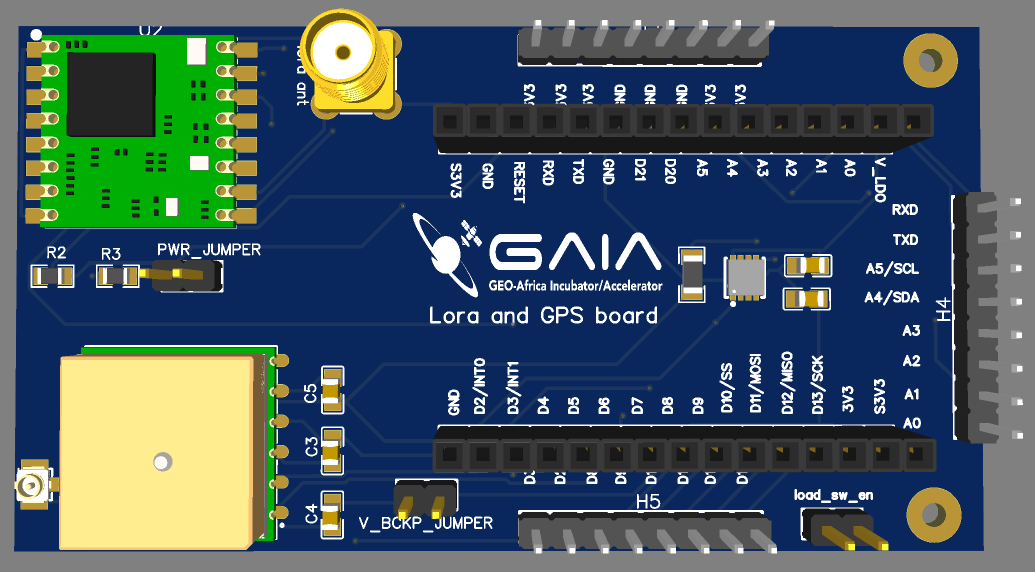 U2
lora ant
3V3
3V3
GND
GND
GND
3V3
3V3
S3V3
GND
RESET
RXD
TXD
GND
D21
D20
A5
A4
A3
A2
A1
A0
V_LDO
RXD
TXD
A5/SCL
A4/SDA
A3
A2
A1
A0
H4
R2
R3
PWR_JUMPER
GAIA
GEO-Africa Incubator/Accelerator
Lora and GPS board
GND
D2/INT0
D3/INT1
D4
D5
D6
D7
D8
D9
D10/SS
D11/MOSI
D12/MISO
D13/SCK
3V3
S3V3
C5
C3
C4
V_BCKP_JUMPER
H5
load_sw_en